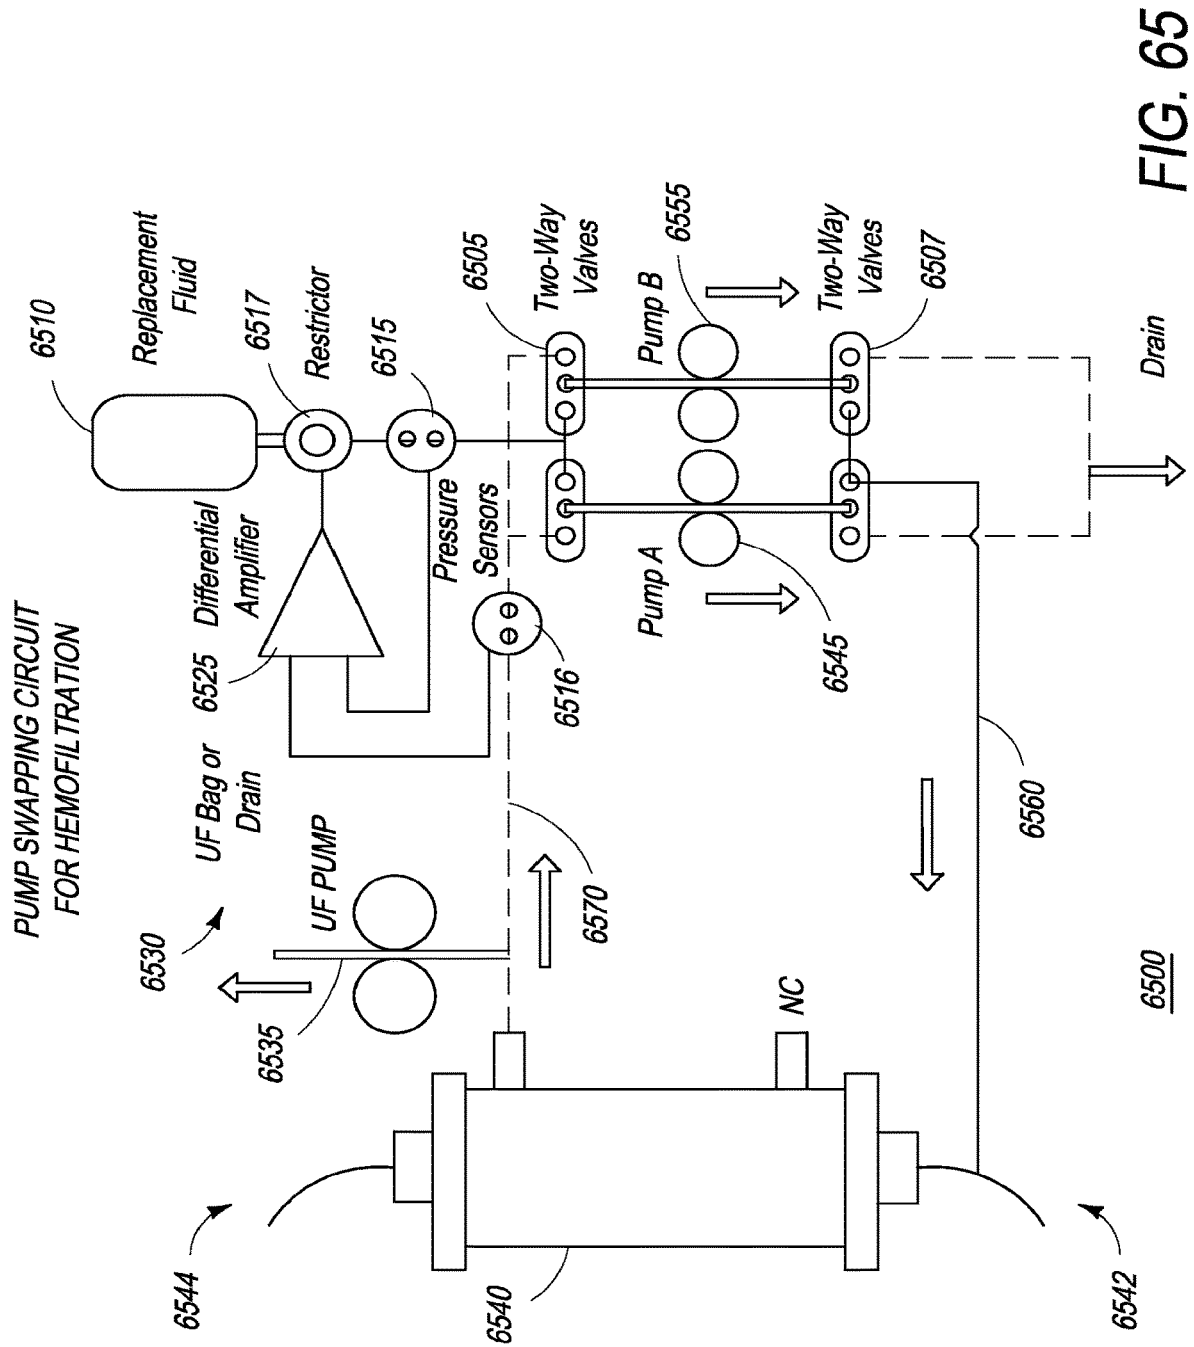 PUMP SWAPPING CIRCUIT
FOR HEMOFILTRATION
6544
6535
6530
UF Bag or
Drain
UF PUMP
6525
Differential
Amplifier
6510
Replacement
Fluid
6517
Restrictor
6515
Pressure
Sensors
6505
Two-Way
Valves
6516
6540
6570
NC
Pump A
6545
Pump B
6555
Two-Way
Valves
6507
6560
6542
6500
Drain
FIG. 65